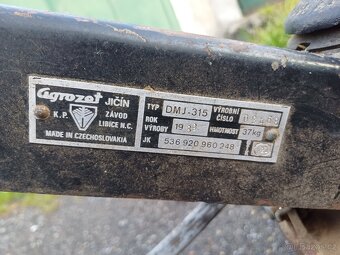 agrozet JIČÍN
K.P. ZÁVOD
LIBICE N.C.
MADE IN CZECHOSLOVAKIA
TYP DMJ-315 VÝROBNÍ ČÍSLO
ROK VÝROBY 19 HMOTNOST 37kg
JK 536 920 960 248